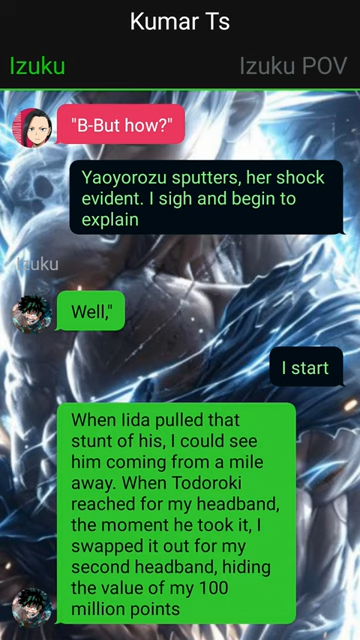 Kumar Ts
Izuku
Izuku POV
"B-But how?"
Yaoyorozu sputters, her shock
evident. I sigh and begin to
explain
Izuku
Well,"
I start
When Iida pulled that
stunt of his, I could see
him coming from a mile
away. When Todoroki
reached for my headband,
the moment he took it, I
swapped it out for my
second headband, hiding
the value of my 100
million points